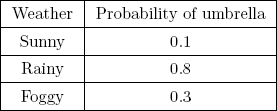 Weather Probability of umbrella
Sunny 0.1
Rainy 0.8
Foggy 0.3